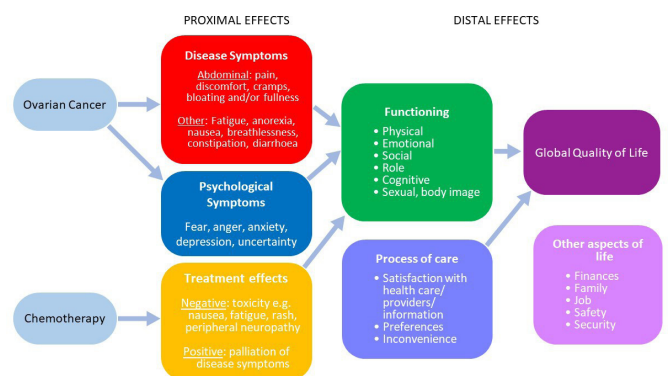 PROXIMAL EFFECTS
DISTAL EFFECTS
Ovarian Cancer
Chemotherapy
Disease Symptoms
Abdominal: pain,
discomfort, cramps,
bloating and/or fullness
Other: Fatigue, anorexia,
nausea, breathlessness,
constipation, diarrhoea
Psychological
Symptoms
Fear, anger, anxiety,
depression, uncertainty
Treatment effects
Negative: toxicity e.g.
nausea, fatigue, rash,
peripheral neuropathy
Positive: palliation of
disease symptoms
Functioning
• Physical
• Emotional
• Social
• Role
• Cognitive
• Sexual, body image
Process of care
• Satisfaction with
health care/
providers/
information
• Preferences
• Inconvenience
Global Quality of Life
Other aspects of
life
• Finances
• Family
• Job
• Safety
• Security